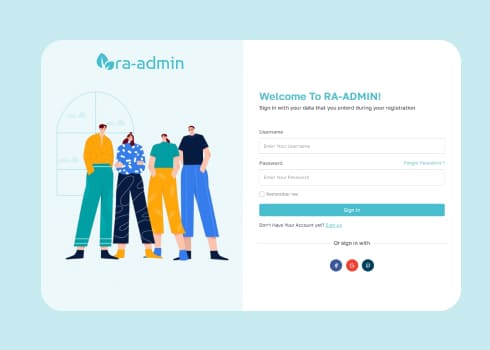 ra-admin
Welcome To RA-ADMIN!
Sign in with your data that you enterd during your registration
Username
Enter Your Username
Password
Forgot Password ?
Enter Your Password
Remember me
Sign In
Don't Have Your Account yet? Sign up
Or sign in with